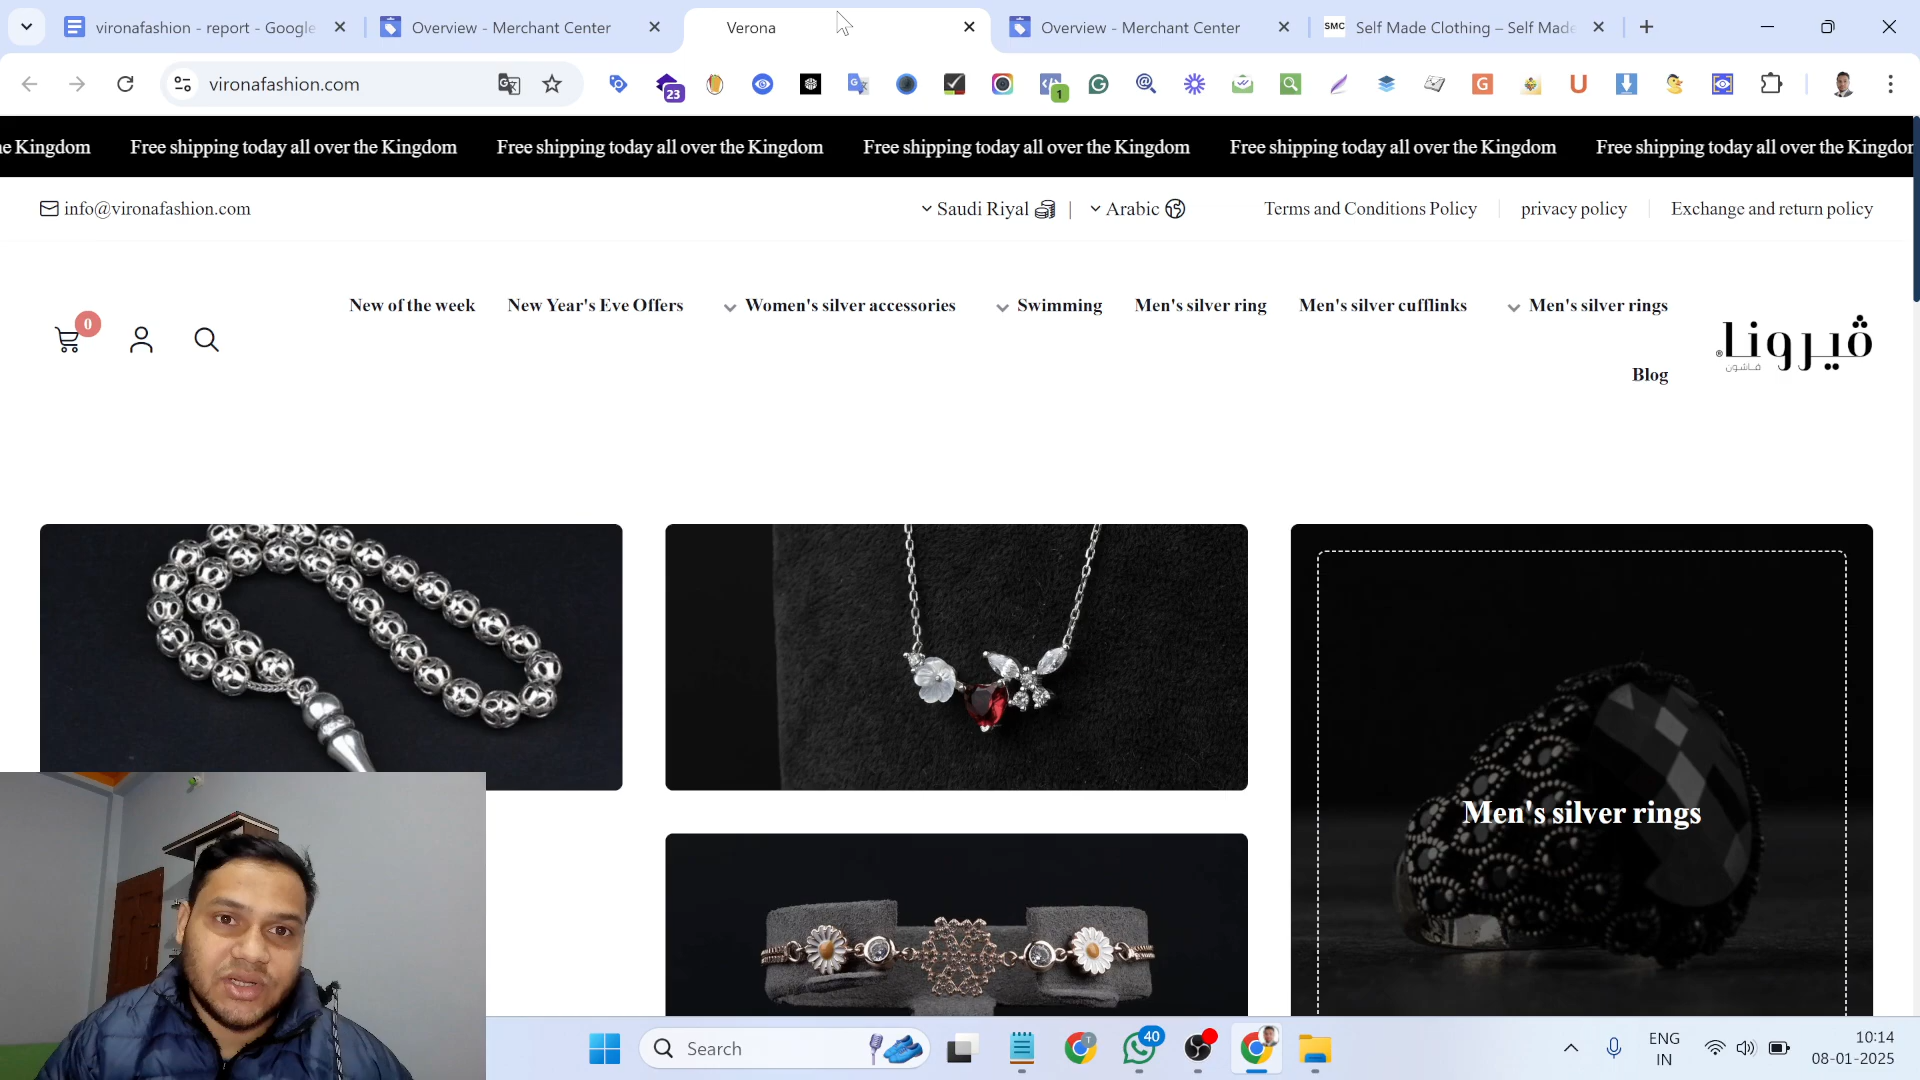 vironafashion - report - Google
Overview - Merchant Center
Verona
Overview - Merchant Center
SMC
Self Made Clothing – Self Made
vironafashion.com
23
1
Free shipping today all over the Kingdom
Free shipping today all over the Kingdom
Free shipping today all over the Kingdom
Free shipping today all over the Kingdom
Free shipping today all over the Kingdom
info@vironafashion.com
Saudi Riyal | Arabic
Terms and Conditions Policy
privacy policy
Exchange and return policy
New of the week
New Year's Eve Offers
Women's silver accessories
Swimming
Men's silver ring
Men's silver cufflinks
Men's silver rings
Blog
0
ڤيرونا
فاشون
Men's silver rings
Search
40
ENG
IN
10:14
08-01-2025